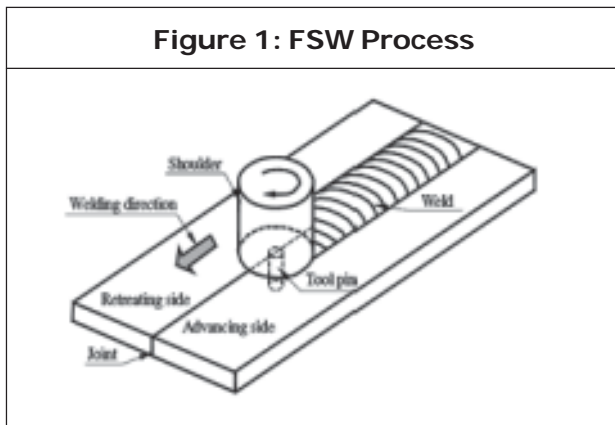 Figure 1: FSW Process
Shoulder
Welding direction
Weld
Tool pin
Retreating side
Advancing side
Joint